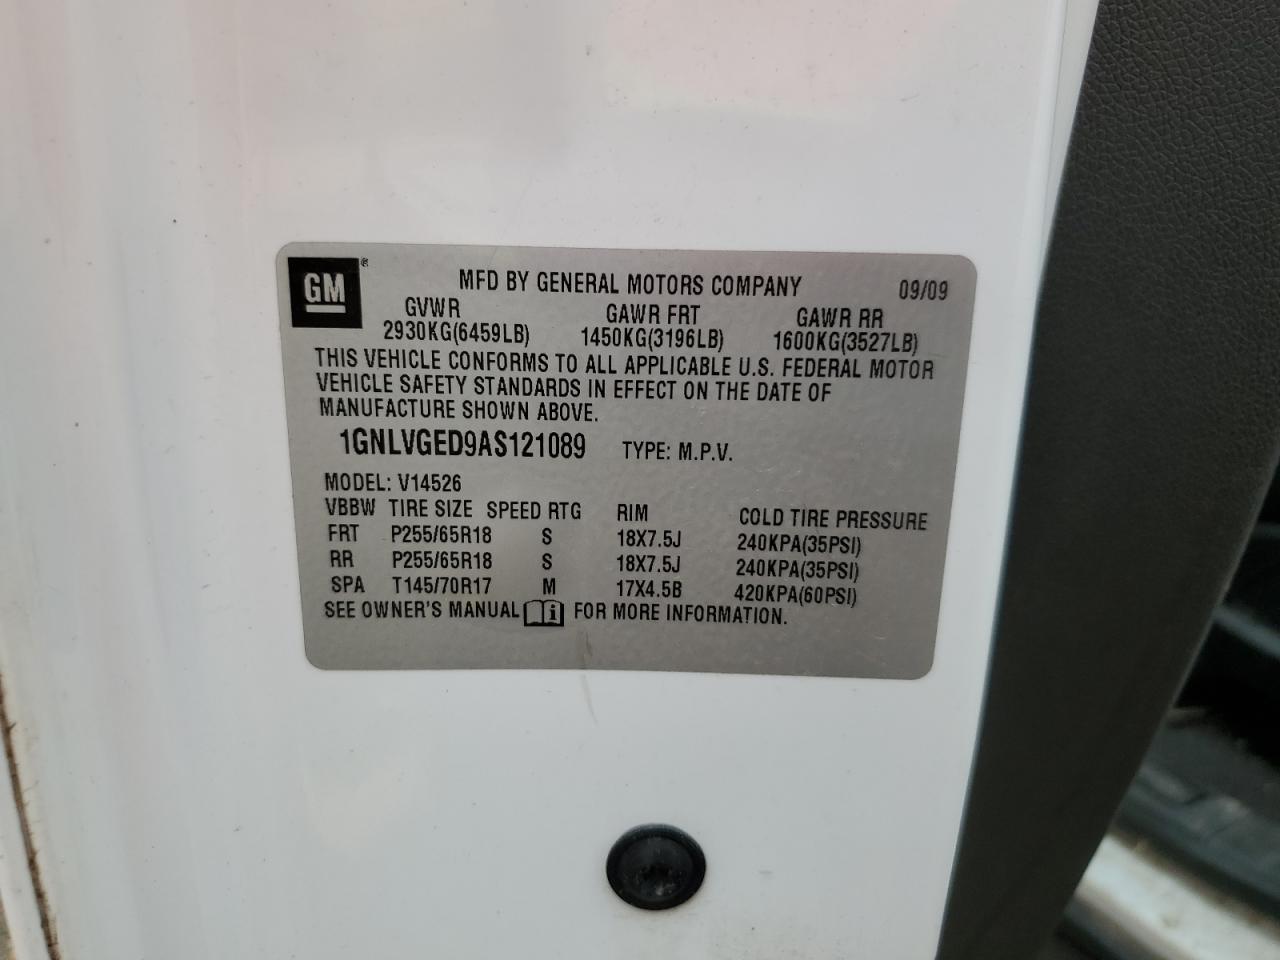 GM ®
MFD BY GENERAL MOTORS COMPANY 09/09
GVWR GAWR FRT GAWR RR
2930KG(6459LB) 1450KG(3196LB) 1600KG(3527LB)
THIS VEHICLE CONFORMS TO ALL APPLICABLE U.S. FEDERAL MOTOR
VEHICLE SAFETY STANDARDS IN EFFECT ON THE DATE OF
MANUFACTURE SHOWN ABOVE.
1GNLVGED9AS121089 TYPE: M.P.V.
MODEL: V14526
VBBW TIRE SIZE SPEED RTG RIM COLD TIRE PRESSURE
FRT P255/65R18 S 18X7.5J 240KPA(35PSI)
RR P255/65R18 S 18X7.5J 240KPA(35PSI)
SPA T145/70R17 M 17X4.5B 420KPA(60PSI)
SEE OWNER'S MANUAL i FOR MORE INFORMATION.